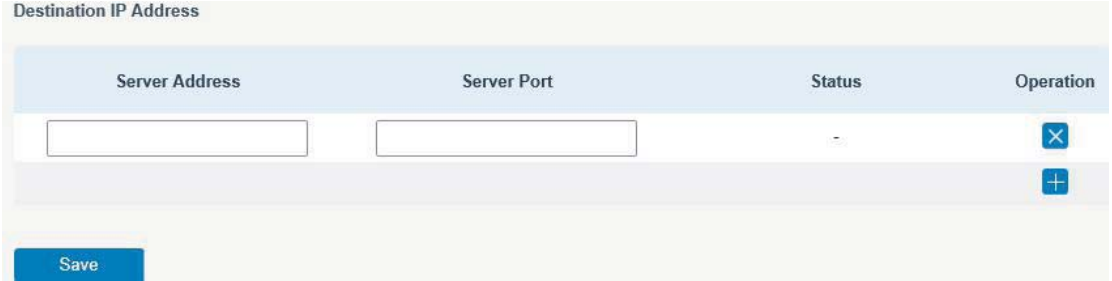 Destination IP Address
Server Address Server Port Status Operation
-
Save